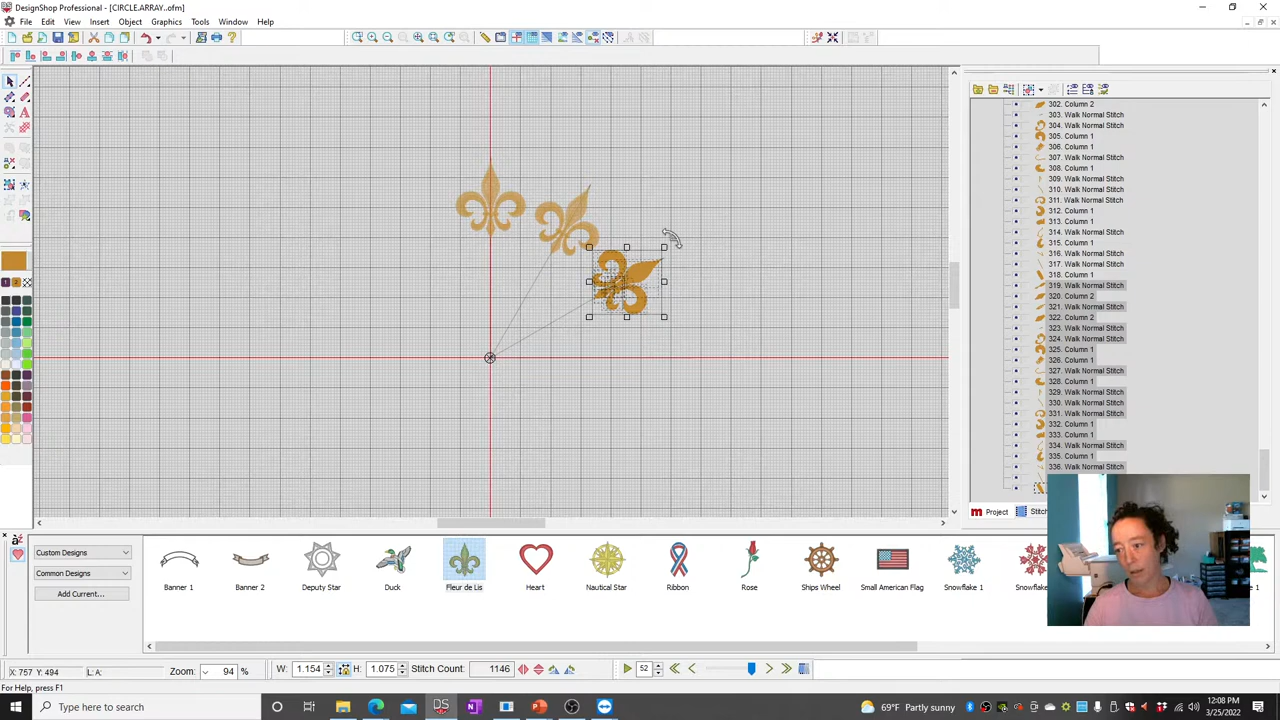 DesignShop Professional - [CIRCLE.ARRAY..ofm]
File Edit View Insert Object Graphics Tools Window Help
302. Column 2
303. Walk Normal Stitch
304. Walk Normal Stitch
305. Column 1
306. Column 1
307. Walk Normal Stitch
308. Column 1
309. Walk Normal Stitch
310. Walk Normal Stitch
311. Walk Normal Stitch
312. Column 1
313. Column 1
314. Walk Normal Stitch
315. Column 1
316. Walk Normal Stitch
317. Walk Normal Stitch
318. Column 1
319. Walk Normal Stitch
320. Column 2
321. Walk Normal Stitch
322. Column 2
323. Walk Normal Stitch
324. Walk Normal Stitch
325. Column 1
326. Column 1
327. Walk Normal Stitch
328. Column 1
329. Walk Normal Stitch
330. Walk Normal Stitch
331. Walk Normal Stitch
332. Column 1
333. Column 1
334. Walk Normal Stitch
335. Column 1
336. Walk Normal Stitch
Project Stitch
Custom Designs
Common Designs
Add Current...
Banner 1 Banner 2 Deputy Star Duck Fleur de Lis Heart Nautical Star Ribbon Rose Ships Wheel Small American Flag Snowflake 1
X: 757 Y: 494 L: A: Zoom: 94 % W: 1.154 H: 1.075 Stitch Count: 1146 52
For Help, press F1
Type here to search
DS
69°F Partly sunny
12:08 PM
3/25/2022